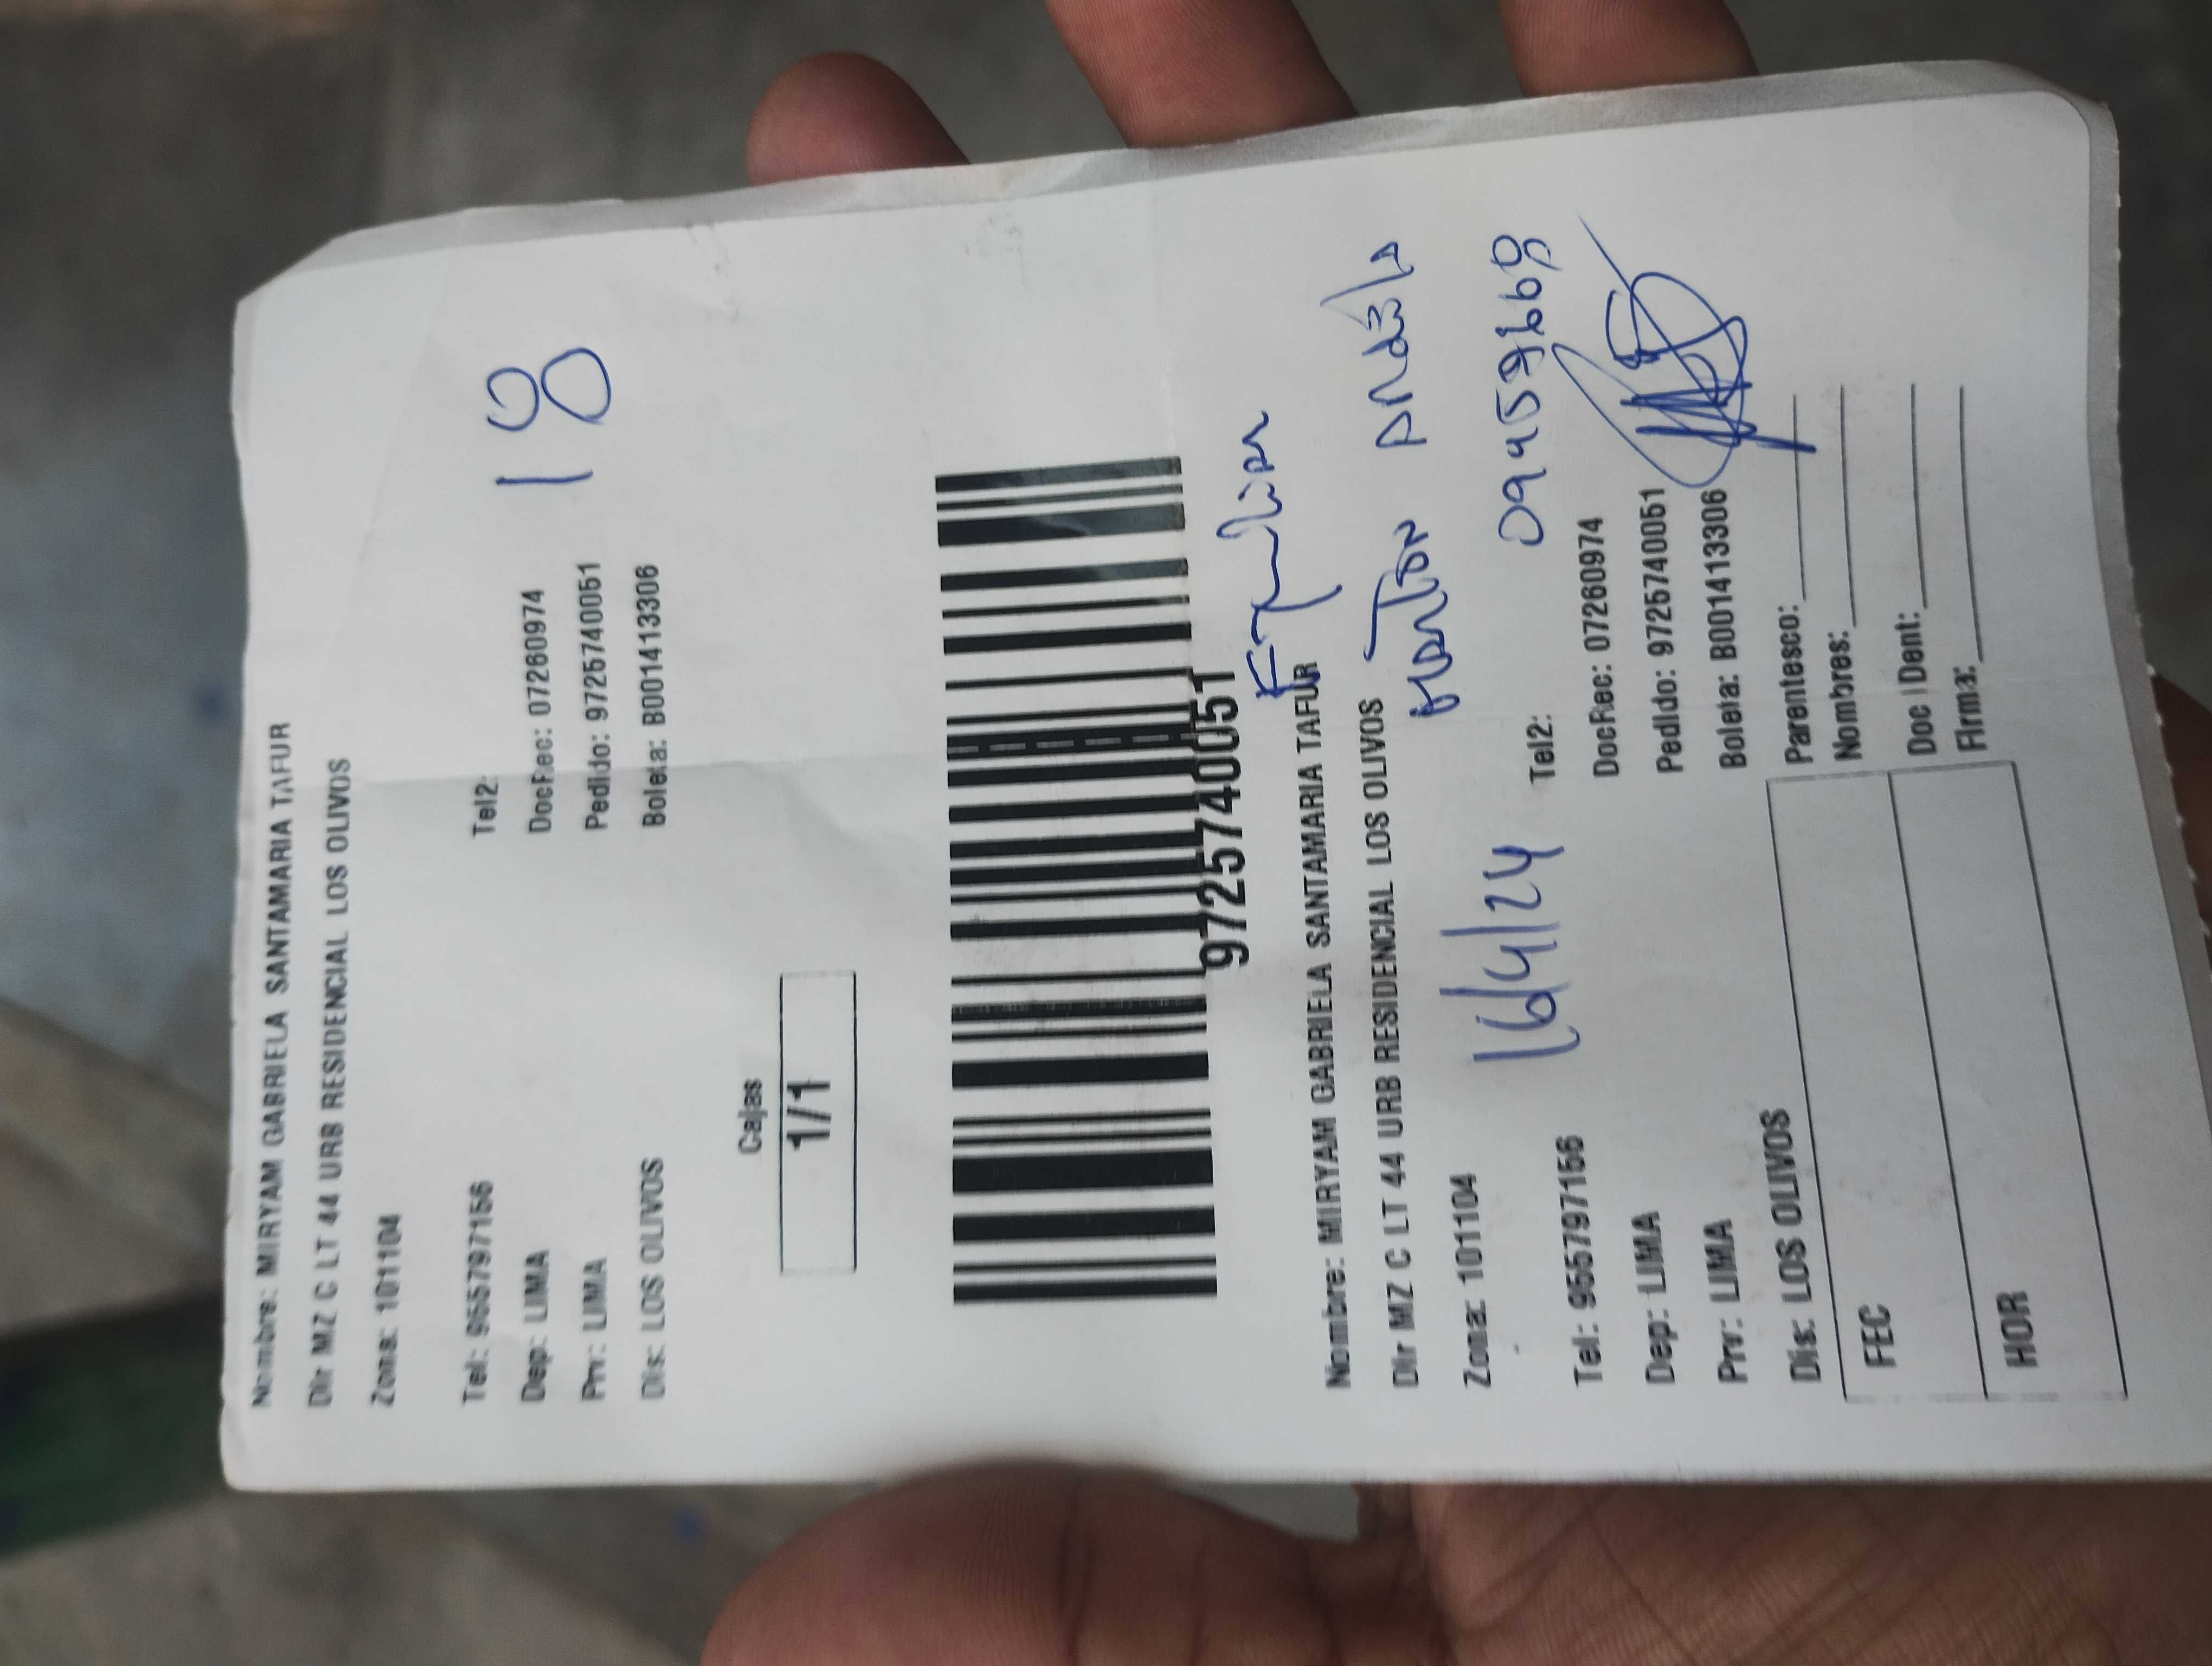 Nombre: MIRYAM GABRIELA SANTAMARIA TAFUR
Dir MZ C LT 44 URB RESIDENCIAL LOS OLIVOS
Zona: 101104
Tel: 955797156 Tel2:
Dep: LIMA DocRec: 07260974
Prv: LIMA Pedido: 9725740051
Dis: LOS OLIVOS Boleta: B001413306
18
Cajas
1/1
9725740051
Nombre: MIRYAM GABRIELA SANTAMARIA TAFUR
Dir MZ C LT 44 URB RESIDENCIAL LOS OLIVOS
Zona: 101104
16/4/24
Tel: 955797156 Tel2:
Dep: LIMA DocRec: 07260974
Prv: LIMA Pedido: 9725740051
Dis: LOS OLIVOS Boleta: B001413306
FEC Parentesco:
Nombres:
HOR Doc IDent:
Firma: